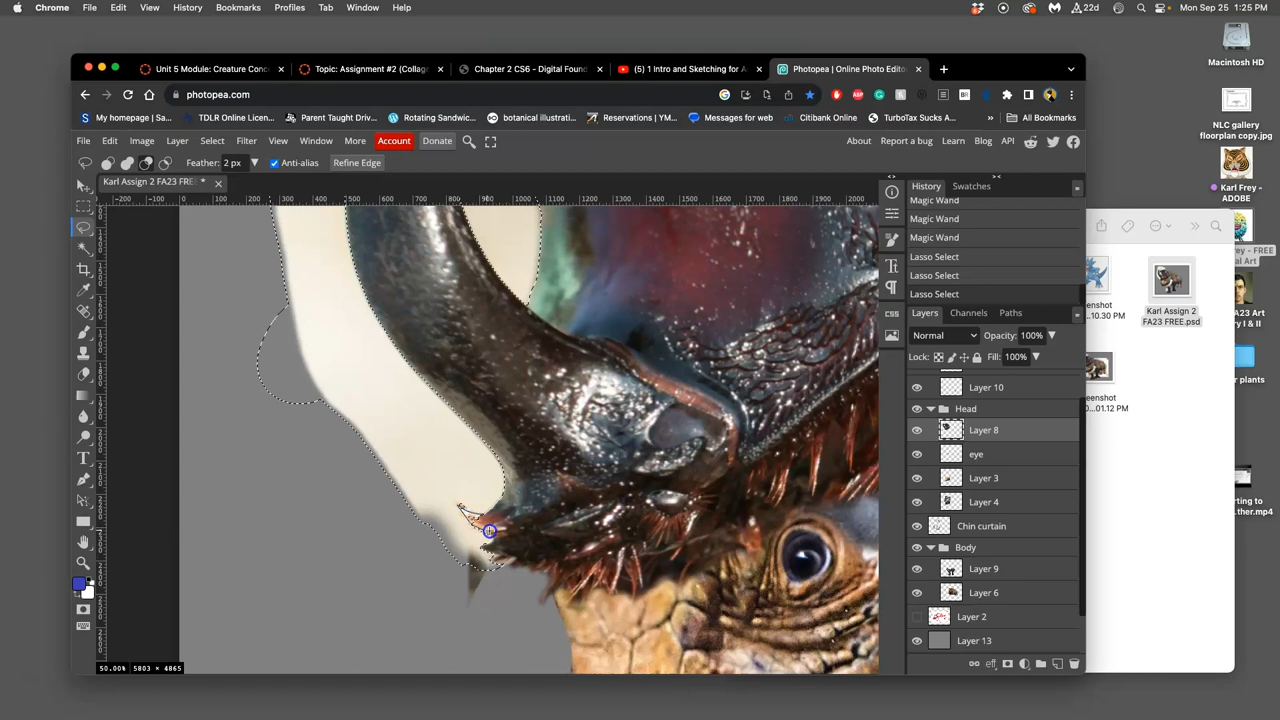 Chrome File Edit View History Bookmarks Profiles Tab Window Help
22d
Mon Sep 25 1:25 PM
Macintosh HD
Unit 5 Module: Creature Conc
Topic: Assignment #2 (Collag
Chapter 2 CS6 - Digital Foun
(50) 1 Intro and Sketching for A
Photopea | Online Photo Editor
photopea.com
My homepage | Sa...
TDLR Online Licen...
Parent Taught Driv...
Rotating Sandwic...
botanical illustrati...
Reservations | YM...
Messages for web
Citibank Online
TurboTax Sucks A...
All Bookmarks
NLC gallery
floorplan copy.jpg
File Edit Image Layer Select Filter View Window More Account Donate
About Report a bug Learn Blog API
Feather: 2 px Anti-alias Refine Edge
Karl Assign 2 FA23 FREE *
History Swatches
Karl Frey -
ADOBE
Magic Wand
Magic Wand
Magic Wand
Lasso Select
Lasso Select
Lasso Select
Layers Channels Paths
Normal Opacity: 100%
Lock: Fill: 100%
Layer 10
Head
Layer 8
eye
Layer 3
Layer 4
Chin curtain
Body
Layer 9
Layer 6
Layer 2
Layer 13
eff
CSS
50.00% 5803 × 4865
Karl Assign 2
FA23 FREE.psd